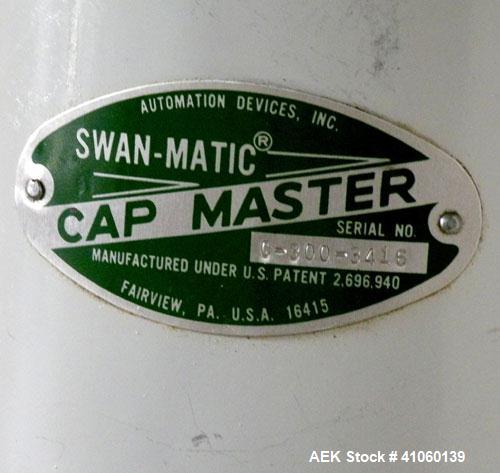 AUTOMATION DEVICES, INC.
SWAN-MATIC®
CAP MASTER
SERIAL NO.
C-300-3416
MANUFACTURED UNDER U.S. PATENT 2,696,940
FAIRVIEW, PA. U.S.A. 16415
AEK Stock # 41060139